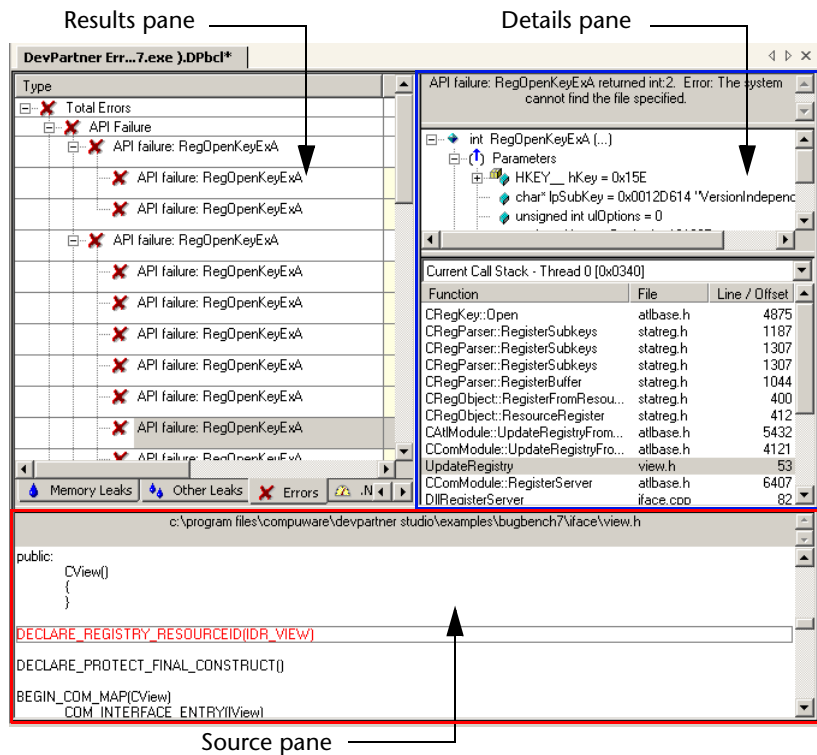 Results pane
Details pane
DevPartner Err...7.exe ).DPbcl*
Type
Total Errors
API Failure
API failure: RegOpenKeyExA
API failure: RegOpenKeyExA
API failure: RegOpenKeyExA
API failure: RegOpenKeyExA
API failure: RegOpenKeyExA
API failure: RegOpenKeyExA
API failure: RegOpenKeyExA
API failure: RegOpenKeyExA
API failure: RegOpenKeyExA
API failure: RegOpenKeyExA
API failure: RegOpenKeyExA
Memory Leaks
Other Leaks
Errors
.N
API failure: RegOpenKeyExA returned int:2. Error: The system
cannot find the file specified.
int RegOpenKeyExA (...)
Parameters
HKEY__ hKey = 0x15E
char* lpSubKey = 0x0012D614 "VersionIndepenc
unsigned int ulOptions = 0
Current Call Stack - Thread 0 [0x0340]
Function File Line / Offset
CRegKey::Open atlbase.h 4875
CRegParser::RegisterSubkeys statreg.h 1187
CRegParser::RegisterSubkeys statreg.h 1307
CRegParser::RegisterSubkeys statreg.h 1307
CRegParser::RegisterBuffer statreg.h 1044
CRegObject::RegisterFromResou... statreg.h 400
CRegObject::ResourceRegister statreg.h 412
CAtlModule::UpdateRegistryFrom... atlbase.h 5432
CComModule::UpdateRegistryFro... atlbase.h 4121
UpdateRegistry view.h 53
CComModule::RegisterServer atlbase.h 6407
DllRegisterServer iface.cpp 82
c:\program files\compuware\devpartner studio\examples\bugbench7\iface\view.h
public:
CView()
{
}
DECLARE_REGISTRY_RESOURCEID(IDR_VIEW)
DECLARE_PROTECT_FINAL_CONSTRUCT()
BEGIN_COM_MAP(CView)
COM_INTERFACE_ENTRY(IView)
Source pane